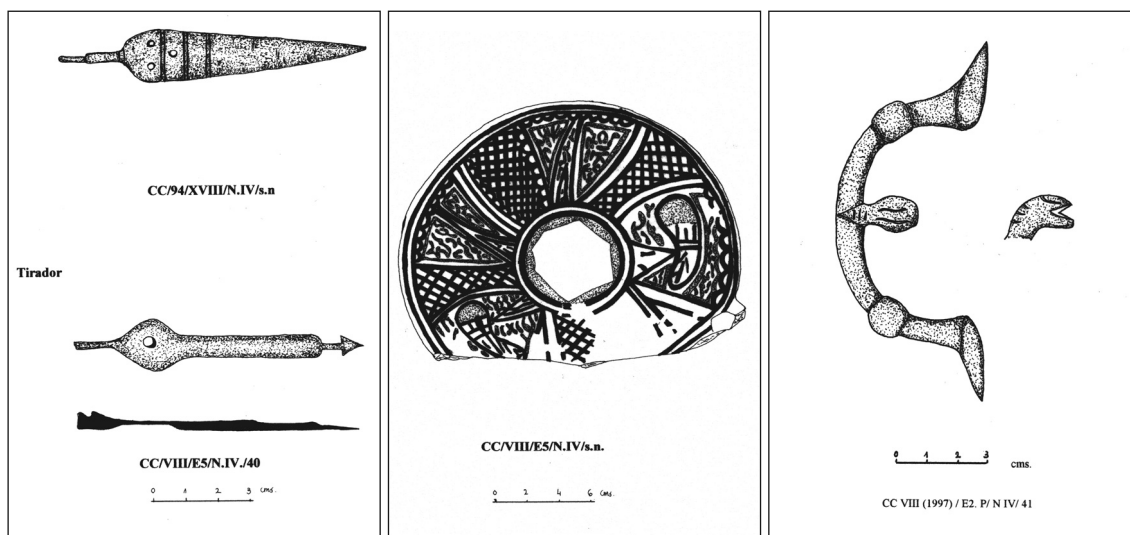 CC/94/XVIII/N.IV/s.n
Tirador
CC/VIII/E5/N.IV./40
0 1 2 3 cms.
CC/VIII/E5/N.IV/s.n.
0 2 4 6 cms.
0 1 2 3 cms.
CC VIII (1997) / E2. P/ N IV/ 41